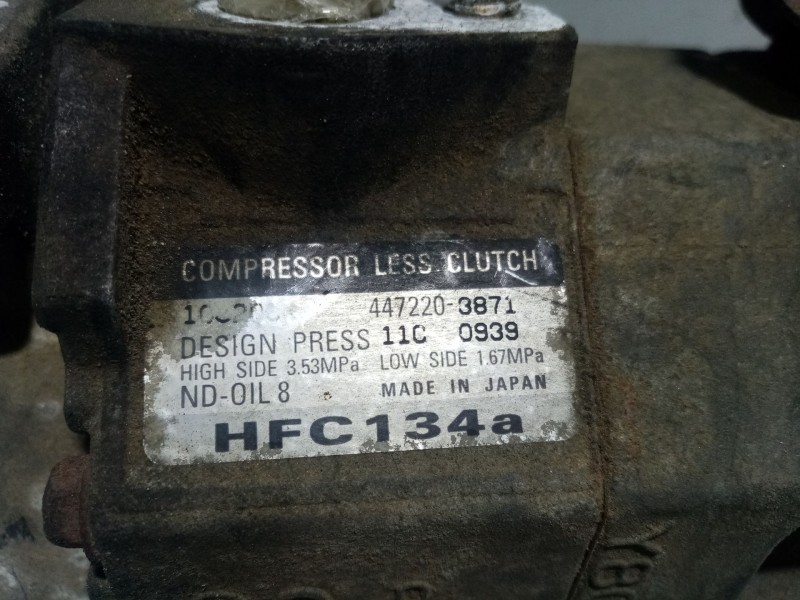 COMPRESSOR LESS CLUTCH
447220-3871
DESIGN PRESS 11C 0939
HIGH SIDE 3.53MPa LOW SIDE 1.67MPa
ND-OIL 8 MADE IN JAPAN
HFC134a